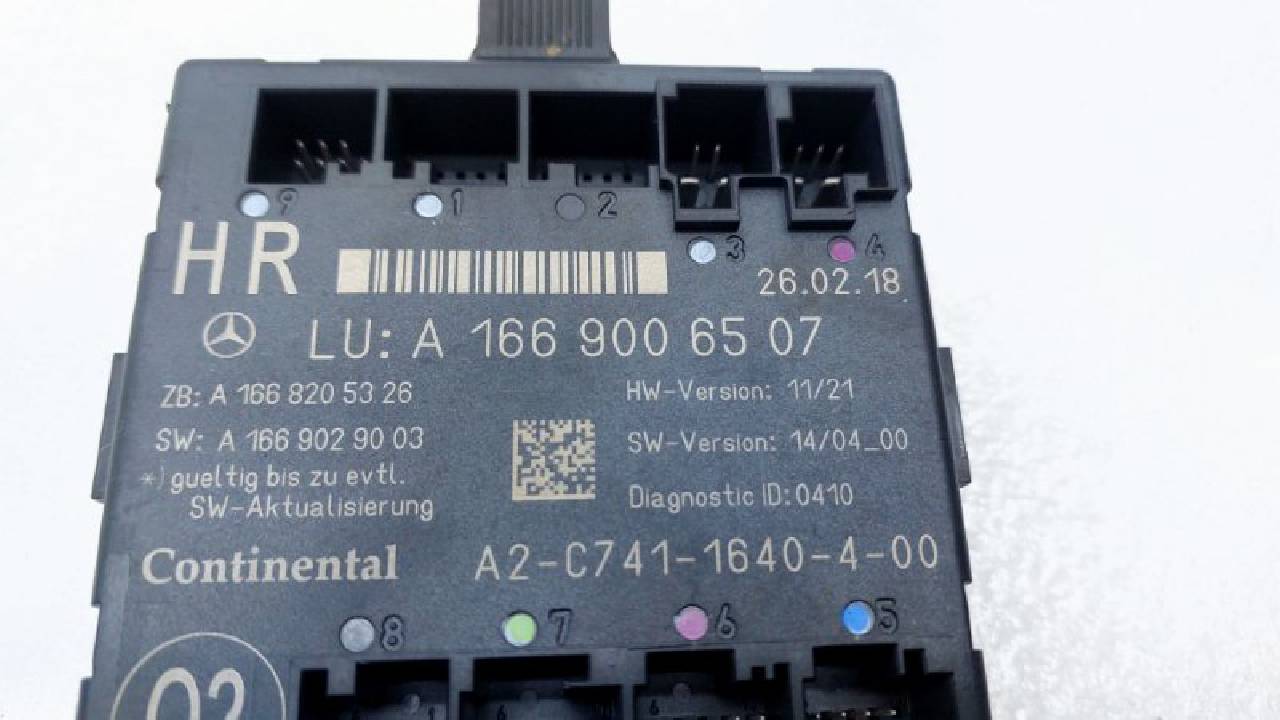 9 1 2
3 4
HR
26.02.18
LU: A 166 900 65 07
ZB: A 166 820 53 26
HW-Version: 11/21
SW: A 166 902 90 03
SW-Version: 14/04_00
*) gueltig bis zu evtl.
SW-Aktualisierung
Diagnostic ID:0410
Continental A2-C741-1640-4-00
8 7 6 5